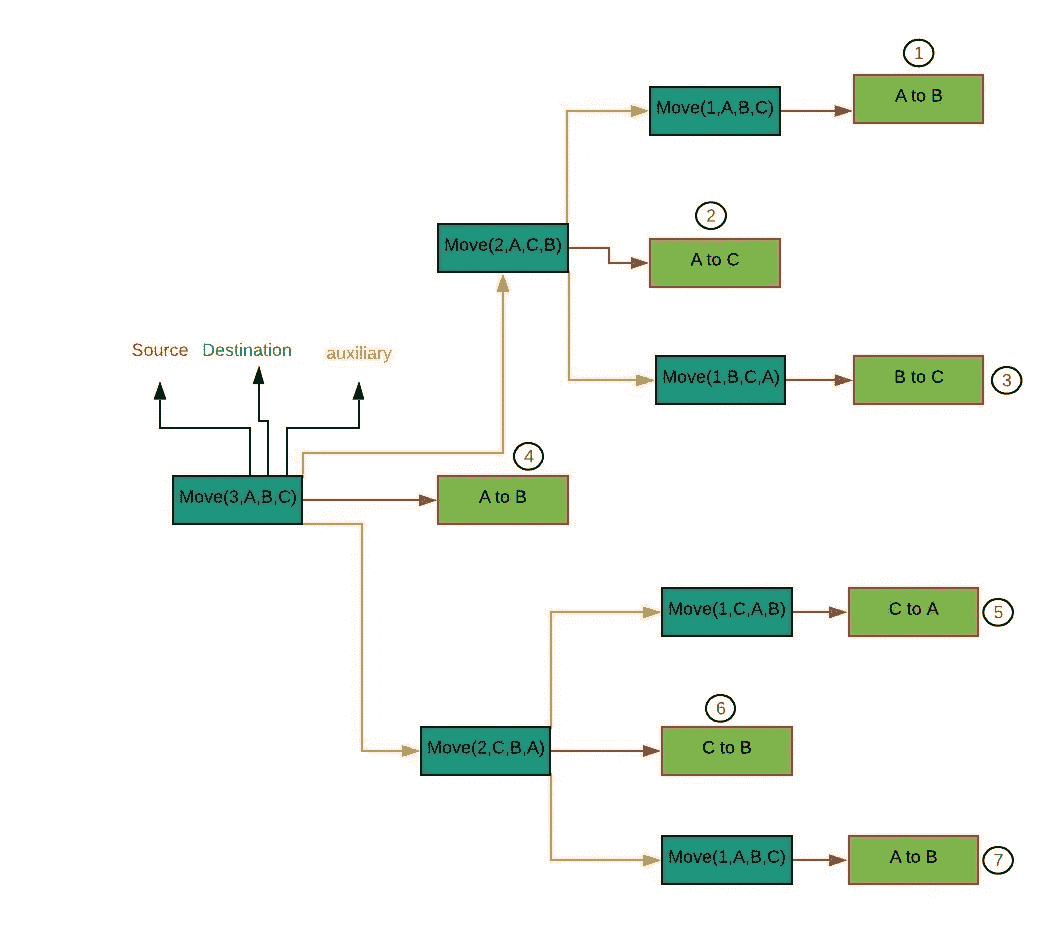 1
A to B
Move(1,A,B,C)
2
Move(2,A,C,B)
A to C
Source
Destination
auxiliary
Move(1,B,C,A)
B to C
3
4
Move(3,A,B,C)
A to B
Move(1,C,A,B)
C to A
5
6
Move(2,C,B,A)
C to B
Move(1,A,B,C)
A to B
7